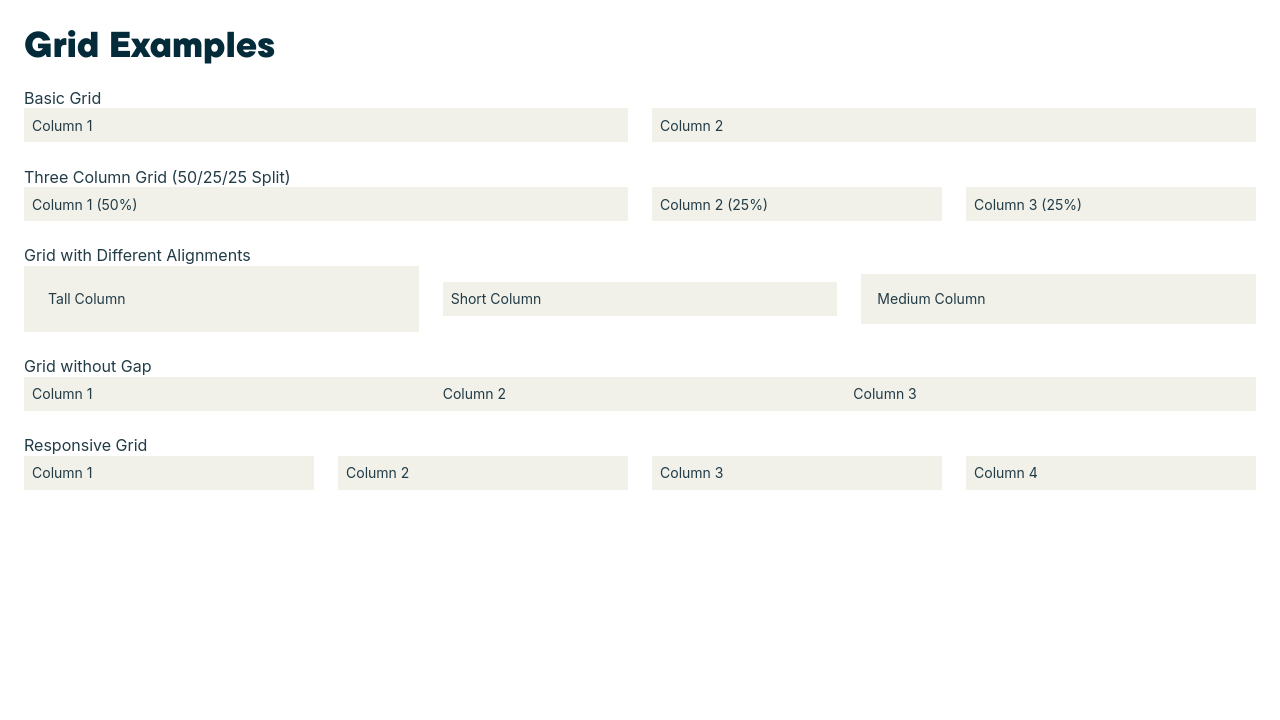 Grid Examples
Basic Grid
Column 1 Column 2
Three Column Grid (50/25/25 Split)
Column 1 (50%) Column 2 (25%) Column 3 (25%)
Grid with Different Alignments
Tall Column Short Column Medium Column
Grid without Gap
Column 1 Column 2 Column 3
Responsive Grid
Column 1 Column 2 Column 3 Column 4